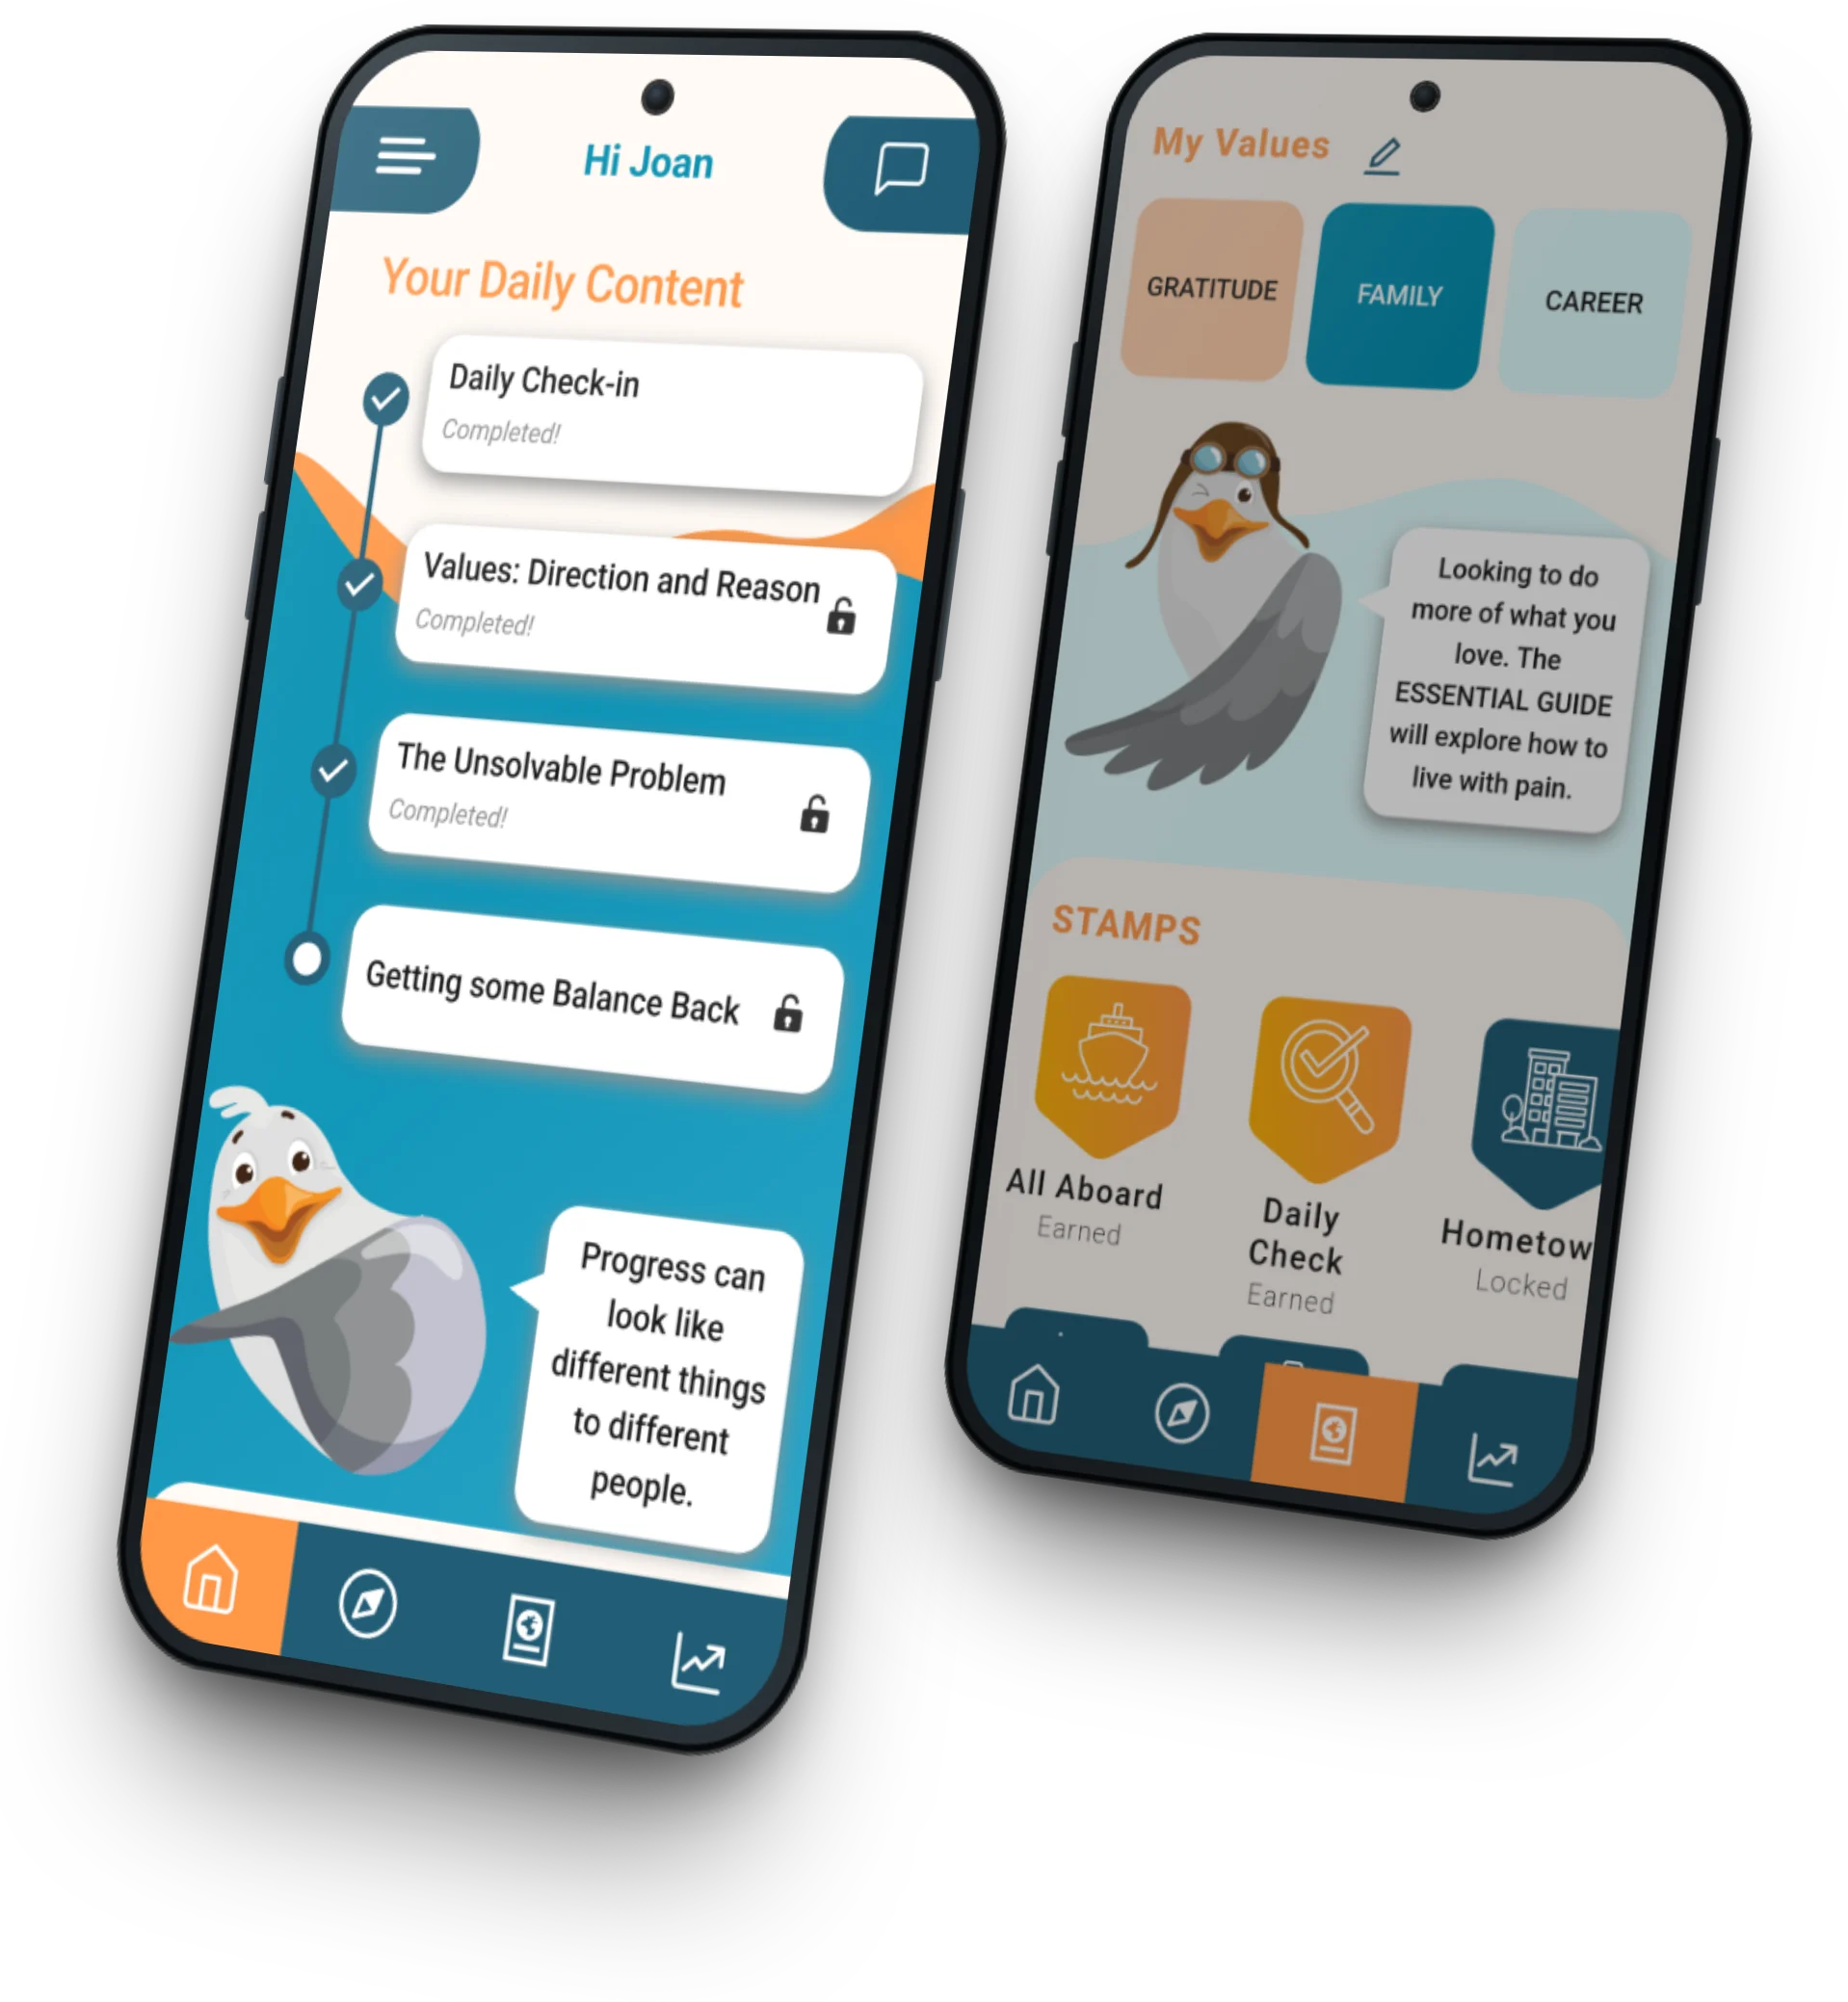 Hi Joan
Your Daily Content
Daily Check-in
Completed!
Values: Direction and Reason
Completed!
The Unsolvable Problem
Completed!
Getting some Balance Back
Progress can
look like
different things
to different
people.
My Values
GRATITUDE
FAMILY
CAREER
Looking to do
more of what you
love. The
ESSENTIAL GUIDE
will explore how to
live with pain.
STAMPS
All Aboard
Earned
Daily
Check
Earned
Hometow
Locked